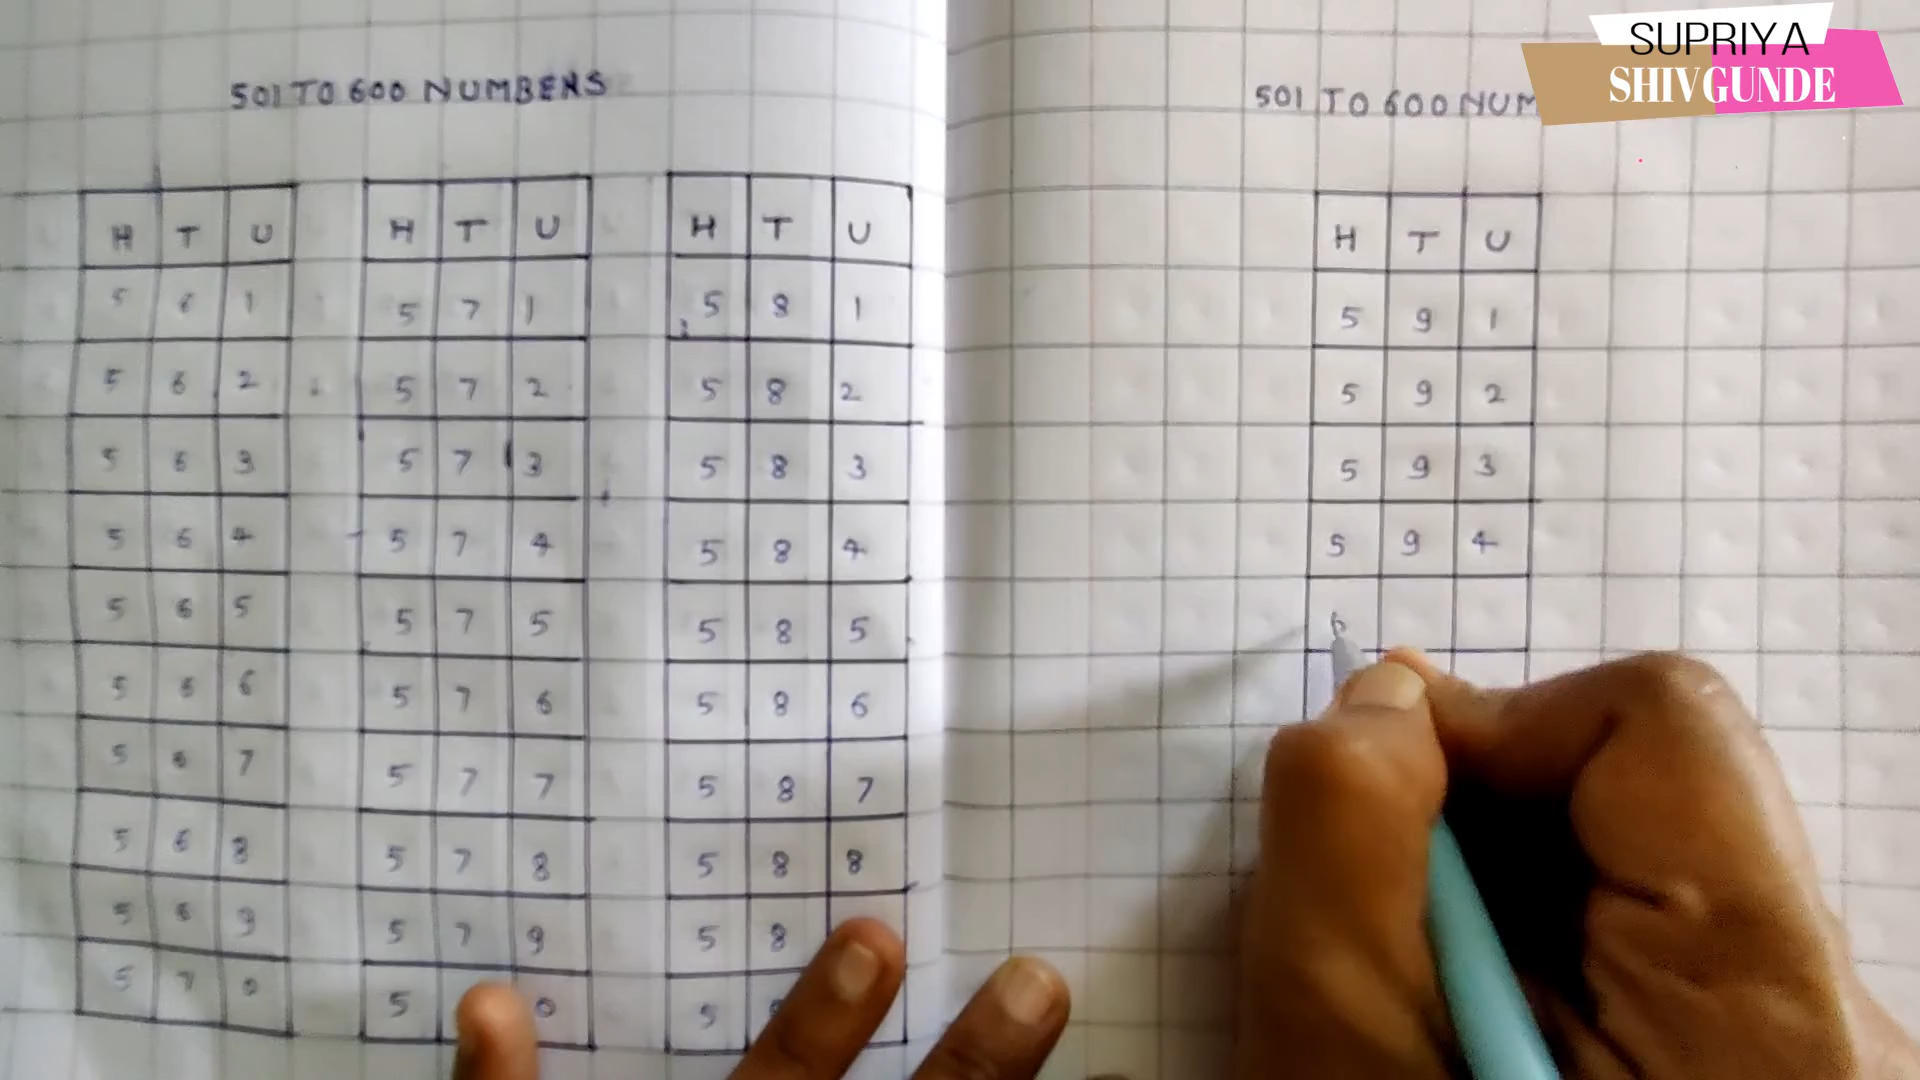 SUPRIYA
SHIVGUNDE
501 TO 600 NUMBERS
H T U
5 6 1
5 6 2
5 6 3
5 6 4
5 6 5
5 6 6
5 6 7
5 6 8
5 6 9
5 7 0
H T U
5 7 1
5 7 2
5 7 3
5 7 4
5 7 5
5 7 6
5 7 7
5 7 8
5 7 9
5 0
H T U
5 8 1
5 8 2
5 8 3
5 8 4
5 8 5
5 8 6
5 8 7
5 8 8
5 8
5
501 TO 600 NUM
H T U
5 9 1
5 9 2
5 9 3
5 9 4